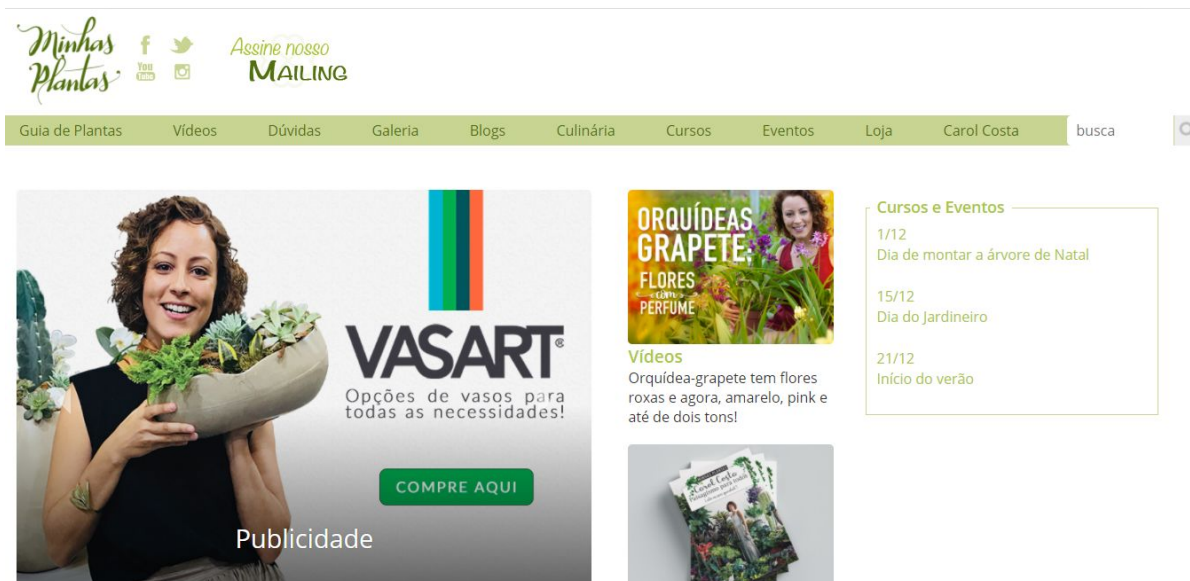 Minhas
Plantas
f
You
Tube
Assine nosso
MAILING
Guia de Plantas Vídeos Dúvidas Galeria Blogs Culinária Cursos Eventos Loja Carol Costa busca
VASART®
Opções de vasos para
todas as necessidades!
COMPRE AQUI
Publicidade
ORQUÍDEAS
GRAPETE:
FLORES
com
PERFUME
Vídeos
Orquídea-grapete tem flores
roxas e agora, amarelo, pink e
até de dois tons!
Carol Costa
Cursos e Eventos
1/12
Dia de montar a árvore de Natal
15/12
Dia do Jardineiro
21/12
Início do verão